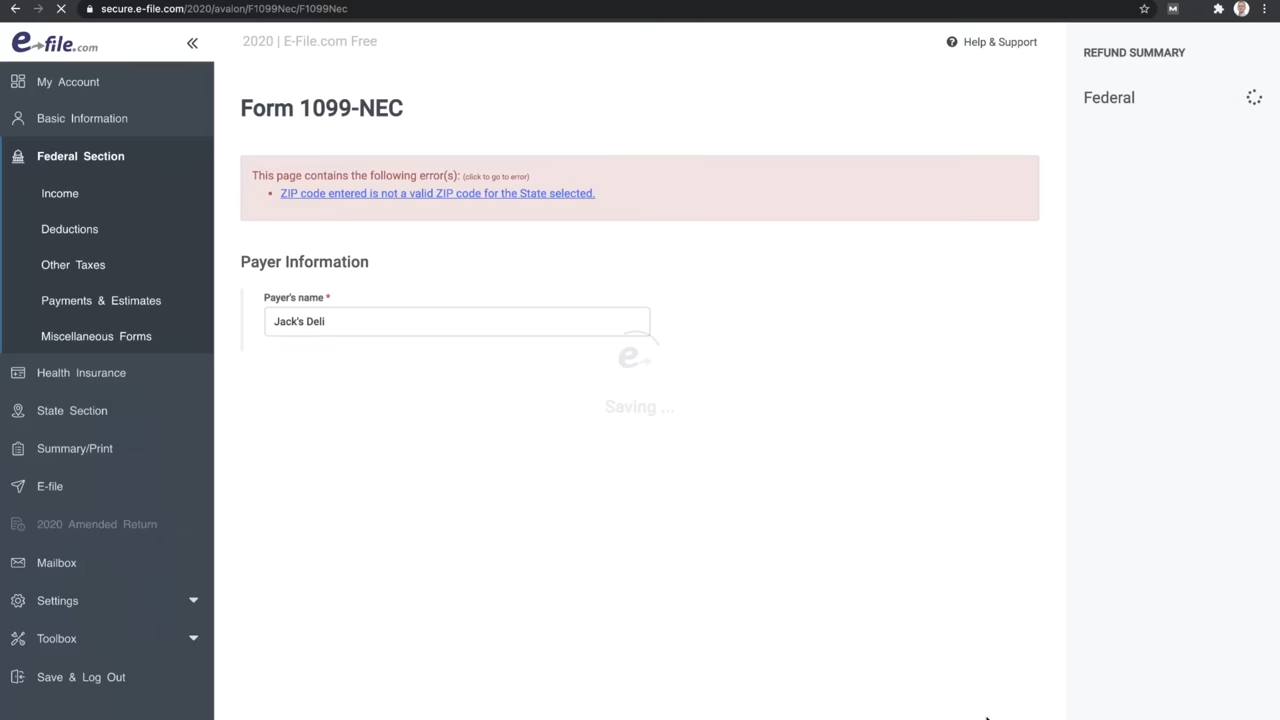 secure.e-file.com/2020/avalon/F1099Nec/F1099Nec
e-file.com
2020 | E-File.com Free
Help & Support
REFUND SUMMARY
Federal
My Account
Basic Information
Federal Section
Income
Deductions
Other Taxes
Payments & Estimates
Miscellaneous Forms
Health Insurance
State Section
Summary/Print
E-file
2020 Amended Return
Mailbox
Settings
Toolbox
Save & Log Out
Form 1099-NEC
This page contains the following error(s): (click to go to error)
ZIP code entered is not a valid ZIP code for the State selected.
Payer Information
Payer's name *
Jack's Deli
e
Saving ...